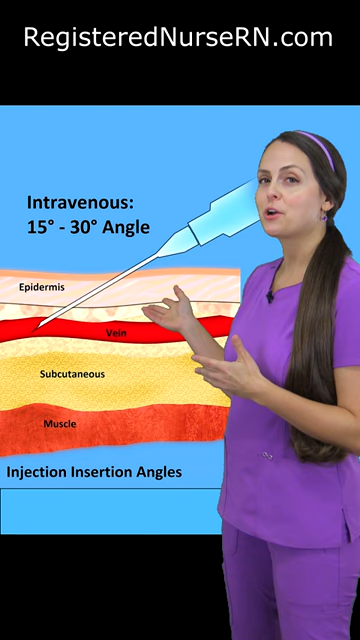 RegisteredNurseRN.com
Intravenous:
15° - 30° Angle
Epidermis
Vein
Subcutaneous
Muscle
Injection Insertion Angles